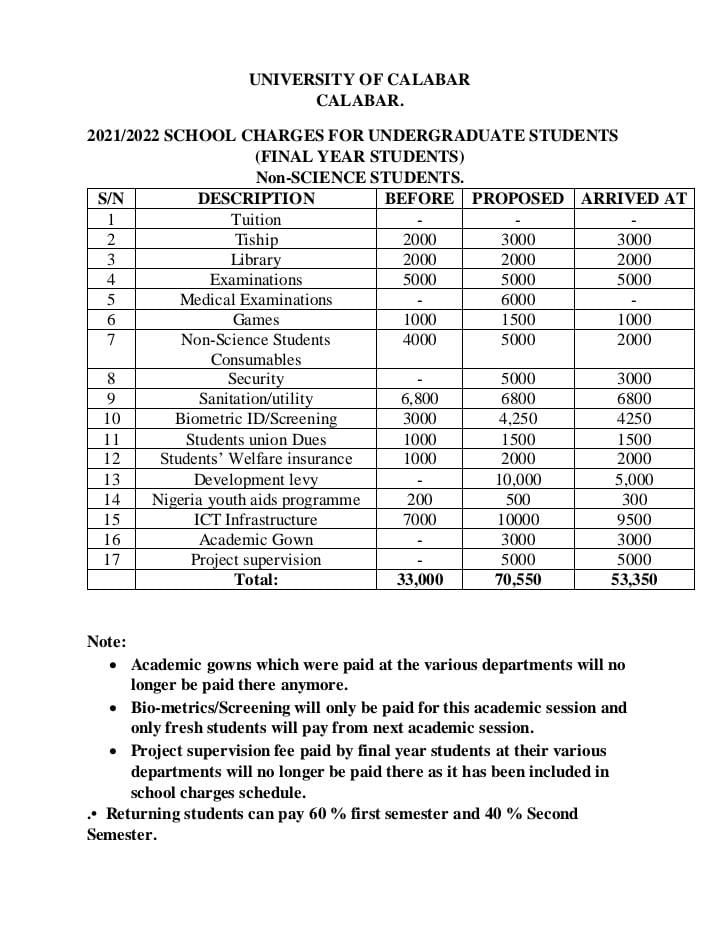 UNIVERSITY OF CALABAR
CALABAR.
2021/2022 SCHOOL CHARGES FOR UNDERGRADUATE STUDENTS
(FINAL YEAR STUDENTS)
Non-SCIENCE STUDENTS.
S/N DESCRIPTION BEFORE PROPOSED ARRIVED AT
1 Tuition - - -
2 Tiship 2000 3000 3000
3 Library 2000 2000 2000
4 Examinations 5000 5000 5000
5 Medical Examinations - 6000 -
6 Games 1000 1500 1000
7 Non-Science Students 4000 5000 2000
Consumables
8 Security - 5000 3000
9 Sanitation/utility 6,800 6800 6800
10 Biometric ID/Screening 3000 4,250 4250
11 Students union Dues 1000 1500 1500
12 Students’ Welfare insurance 1000 2000 2000
13 Development levy - 10,000 5,000
14 Nigeria youth aids programme 200 500 300
15 ICT Infrastructure 7000 10000 9500
16 Academic Gown - 3000 3000
17 Project supervision - 5000 5000
Total: 33,000 70,550 53,350
Note:
• Academic gowns which were paid at the various departments will no
longer be paid there anymore.
• Bio-metrics/Screening will only be paid for this academic session and
only fresh students will pay from next academic session.
• Project supervision fee paid by final year students at their various
departments will no longer be paid there as it has been included in
school charges schedule.
.• Returning students can pay 60 % first semester and 40 % Second
Semester.